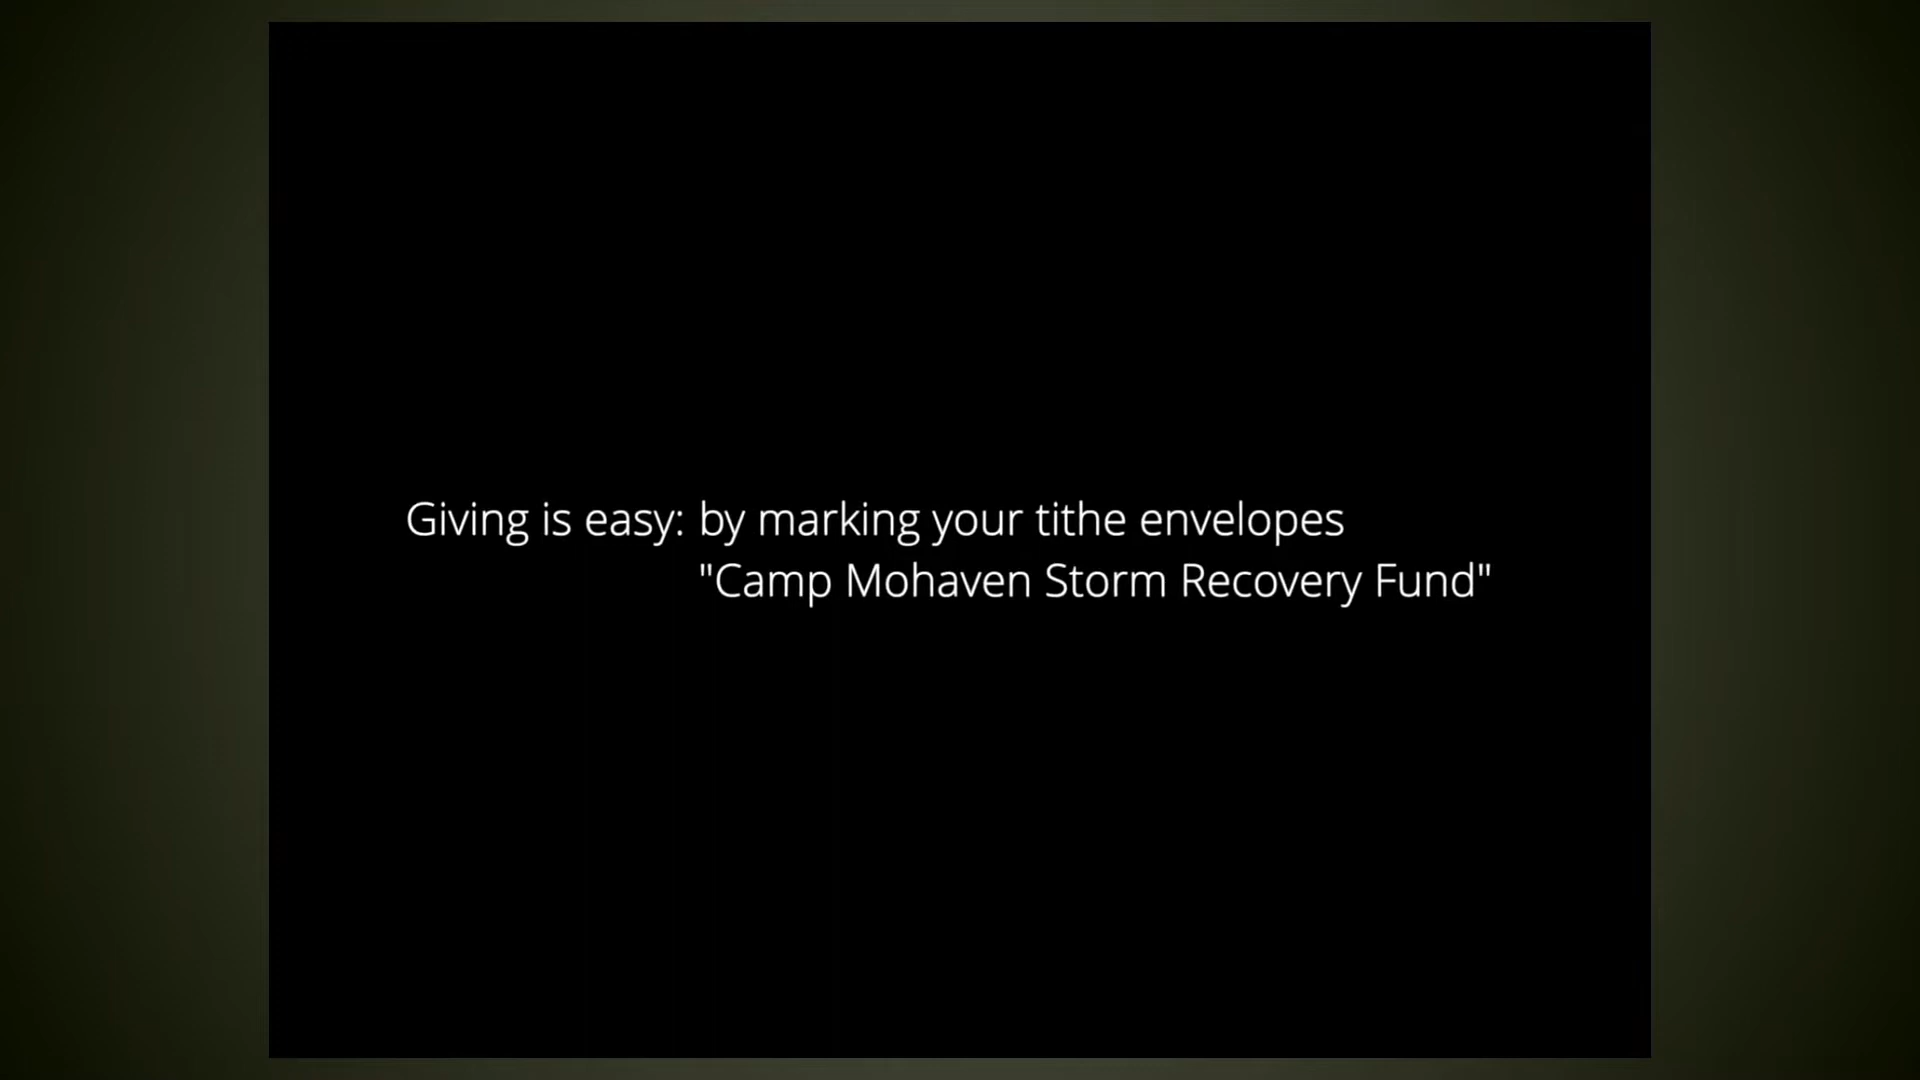 Giving is easy: by marking your tithe envelopes
"Camp Mohaven Storm Recovery Fund"